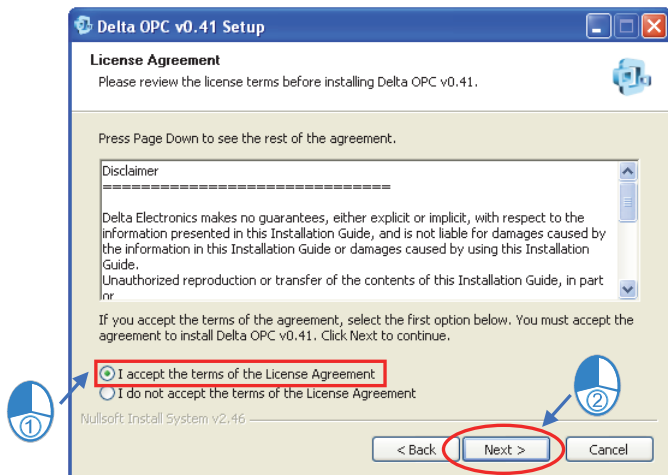 Delta OPC v0.41 Setup
License Agreement
Please review the license terms before installing Delta OPC v0.41.
Press Page Down to see the rest of the agreement.
Disclaimer
==============================
Delta Electronics makes no guarantees, either explicit or implicit, with respect to the
information presented in this Installation Guide, and is not liable for damages caused by
the information in this Installation Guide or damages caused by using this Installation
Guide.
Unauthorized reproduction or transfer of the contents of this Installation Guide, in part
or
If you accept the terms of the agreement, select the first option below. You must accept the
agreement to install Delta OPC v0.41. Click Next to continue.
I accept the terms of the License Agreement
I do not accept the terms of the License Agreement
①
②
Nullsoft Install System v2.46
< Back
Next >
Cancel